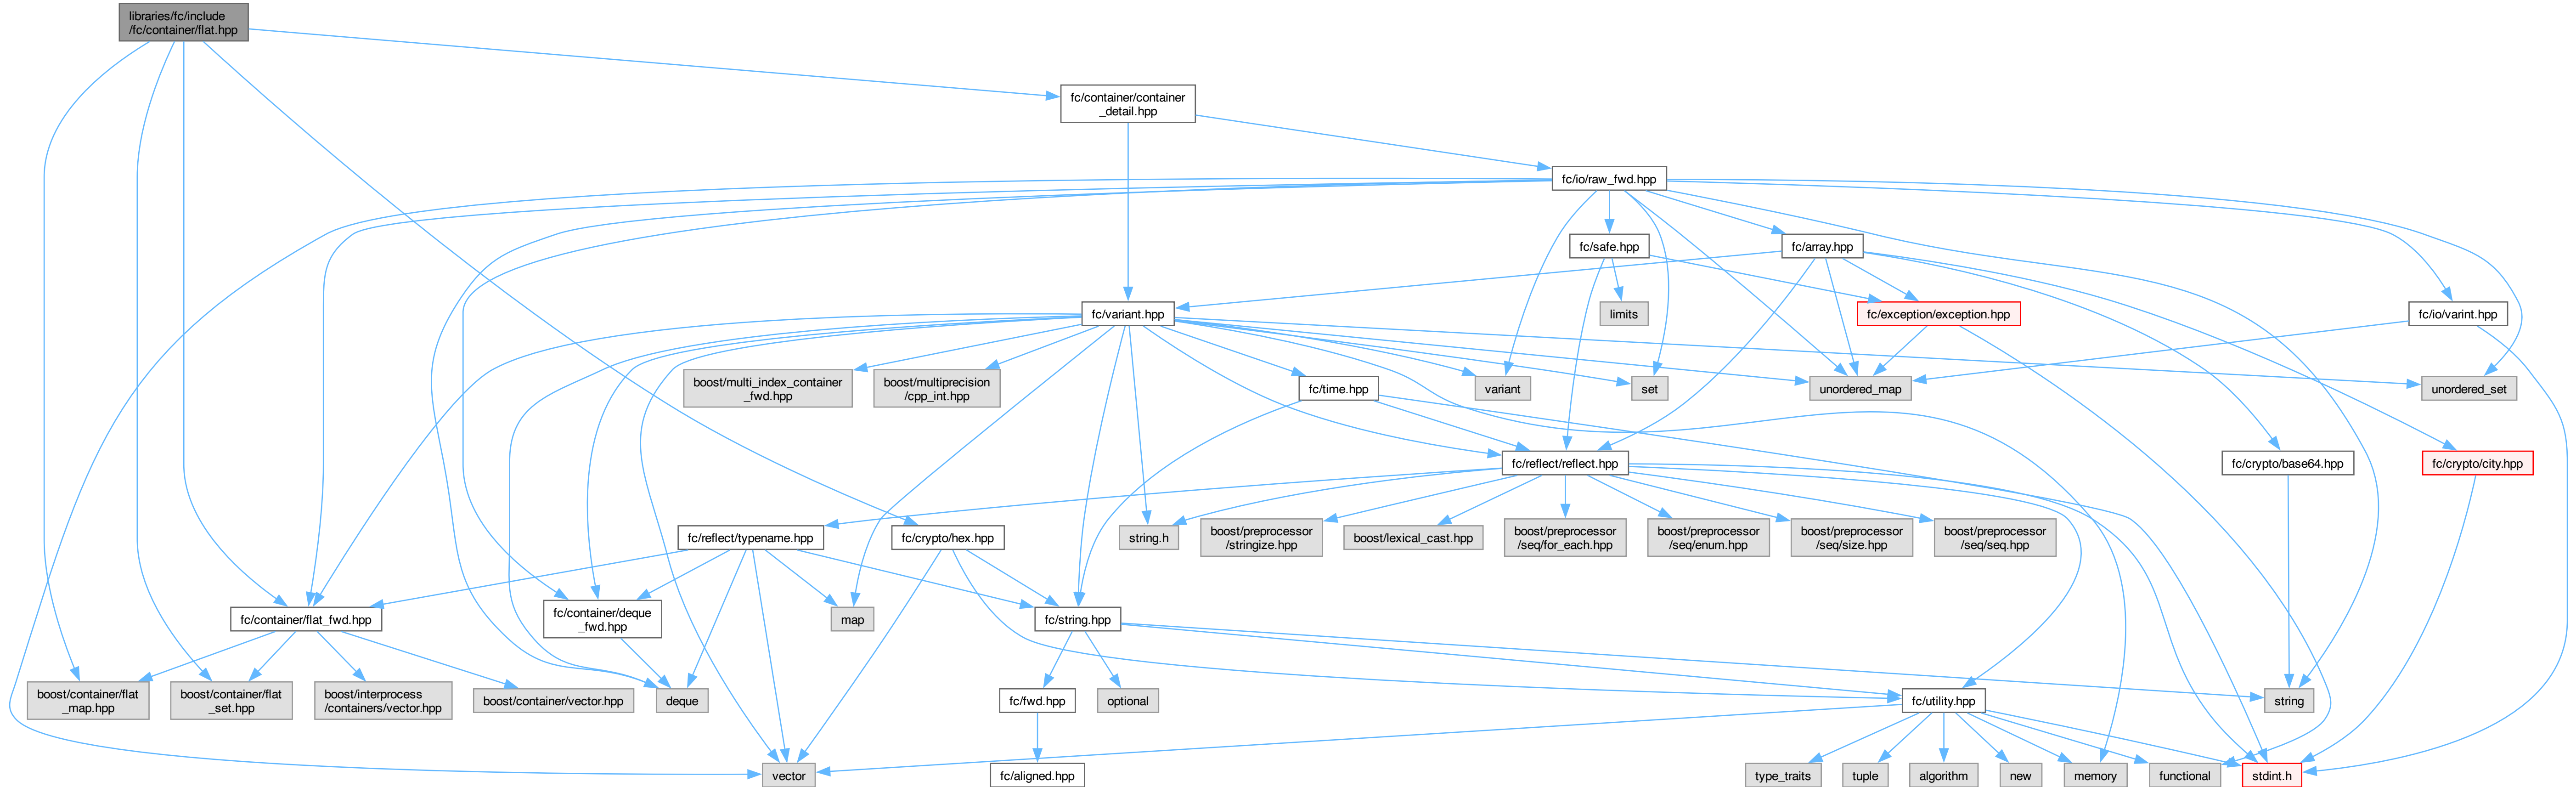 libraries/fc/include
/fc/container/flat.hpp
fc/container/container
_detail.hpp
fc/io/raw_fwd.hpp
fc/safe.hpp
fc/array.hpp
fc/variant.hpp
limits
fc/exception/exception.hpp
fc/io/varint.hpp
boost/multi_index_container
_fwd.hpp
boost/multiprecision
/cpp_int.hpp
fc/time.hpp
variant
set
unordered_map
unordered_set
fc/reflect/reflect.hpp
fc/crypto/base64.hpp
fc/crypto/city.hpp
fc/reflect/typename.hpp
fc/crypto/hex.hpp
string.h
boost/preprocessor
/stringize.hpp
boost/lexical_cast.hpp
boost/preprocessor
/seq/for_each.hpp
boost/preprocessor
/seq/enum.hpp
boost/preprocessor
/seq/size.hpp
boost/preprocessor
/seq/seq.hpp
fc/container/flat_fwd.hpp
fc/container/deque
_fwd.hpp
map
fc/string.hpp
boost/container/flat
_map.hpp
boost/container/flat
_set.hpp
boost/interprocess
/containers/vector.hpp
boost/container/vector.hpp
deque
fc/fwd.hpp
optional
fc/utility.hpp
string
vector
fc/aligned.hpp
type_traits
tuple
algorithm
new
memory
functional
stdint.h